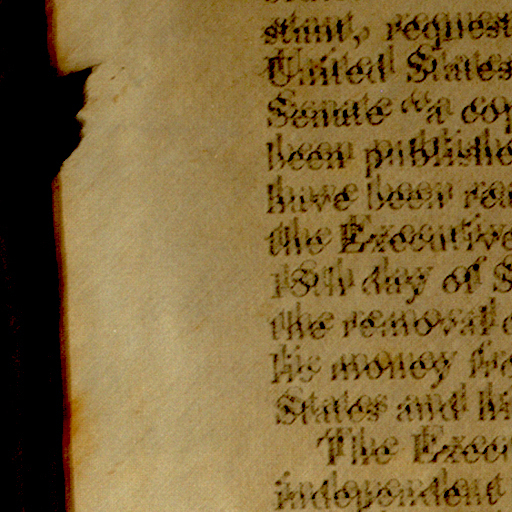 stant, request
United States
Senate "a cop
been publishe
have been rea
the Executive
18th day of S
the removal o
lic money fro
States and hi
The Exec
independent